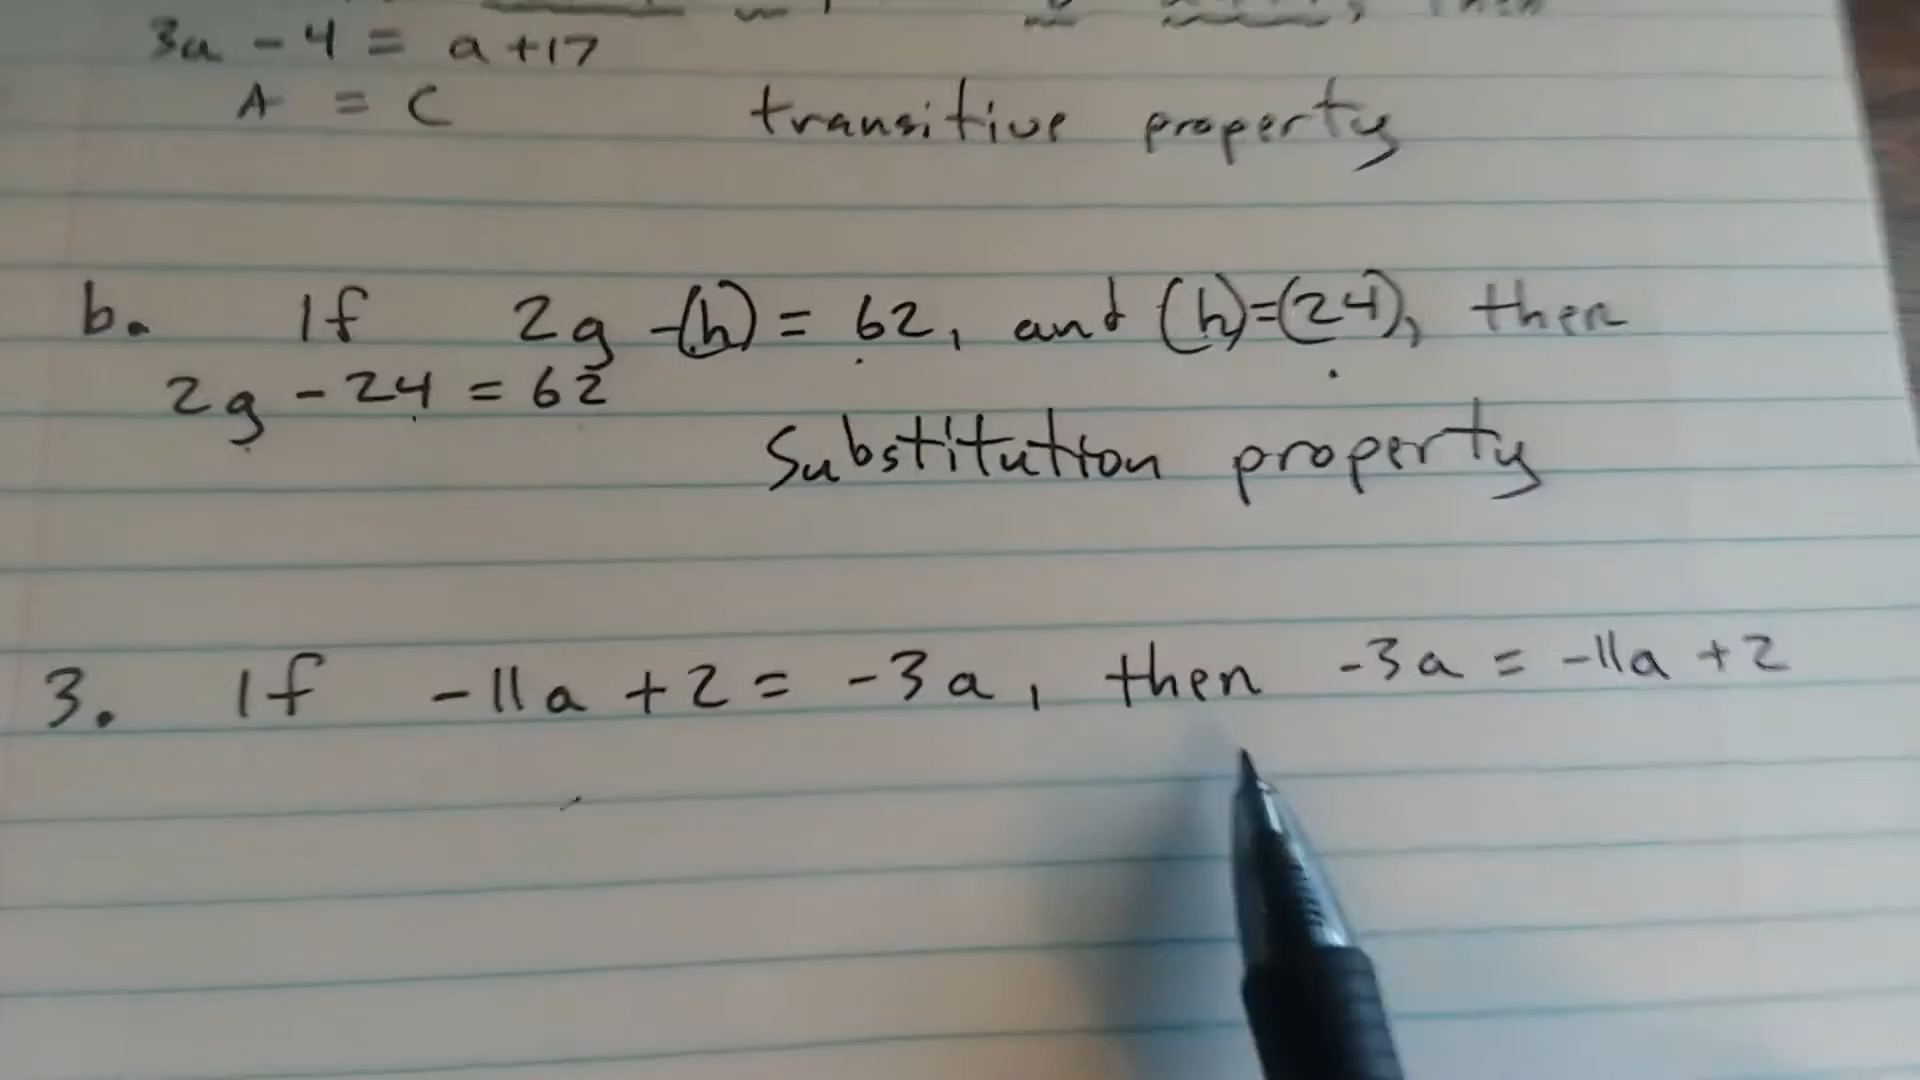 3a - 4 = a + 17
A = C transitive property
b. If 2g -(h) = 62, and (h)=(24), then
2g - 24 = 62
Substitution property
3. If -11a + 2 = -3a, then -3a = -11a + 2